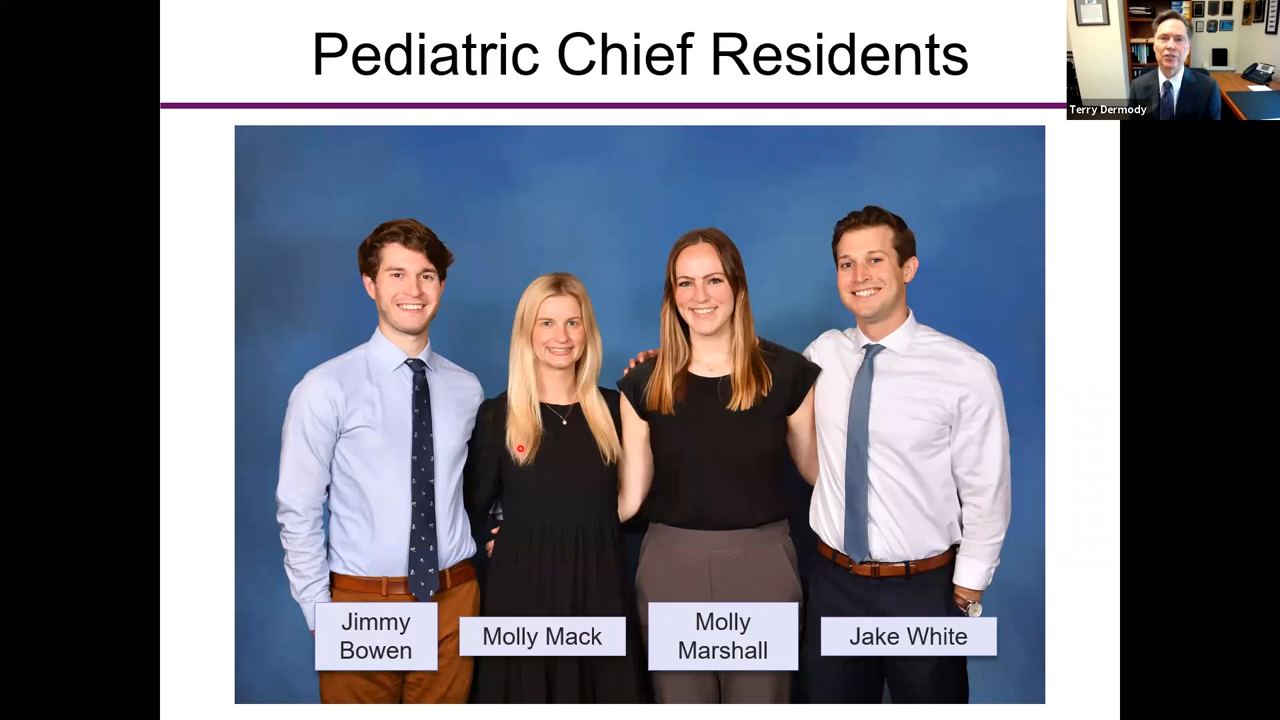 Pediatric Chief Residents
Terry Dermody
Jimmy
Bowen
Molly Mack
Molly
Marshall
Jake White